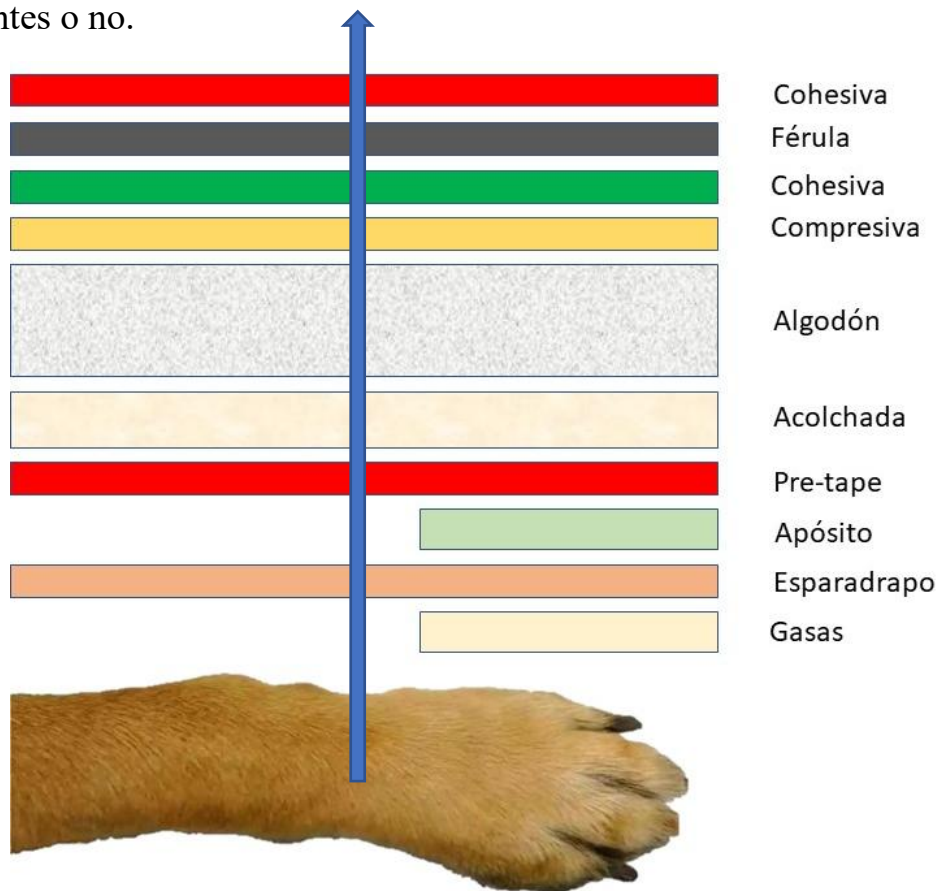 ntes o no.
Cohesiva
Férula
Cohesiva
Compresiva
Algodón
Acolchada
Pre-tape
Apósito
Esparadrapo
Gasas